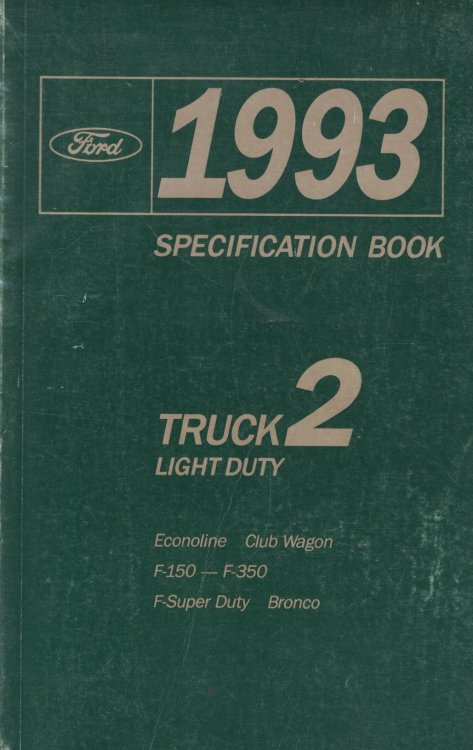 Ford
1993
SPECIFICATION BOOK
TRUCK 2
LIGHT DUTY
Econoline Club Wagon
F-150 — F-350
F-Super Duty Bronco